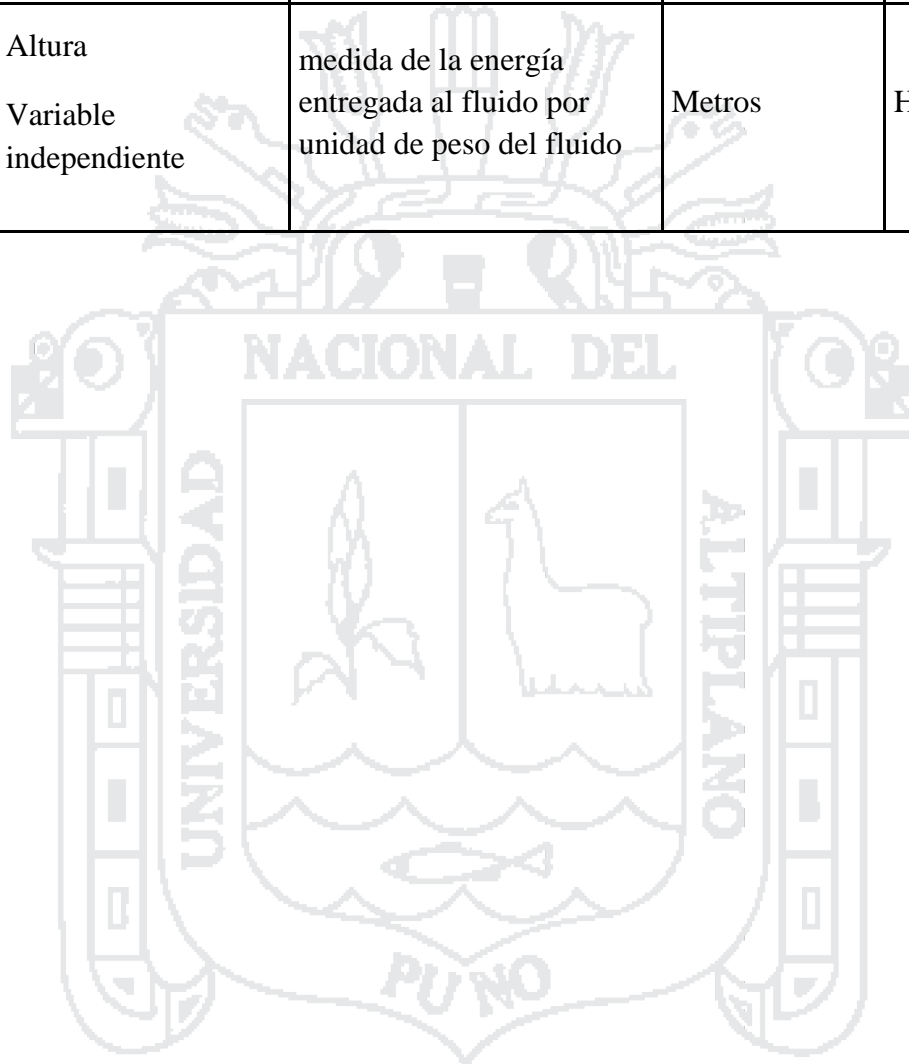 Altura
Variable
independiente
medida de la energía
entregada al fluido por
unidad de peso del fluido
Metros
H
NACIONAL DEL
UNIVERSIDAD
ALTIPLANO
PUNO